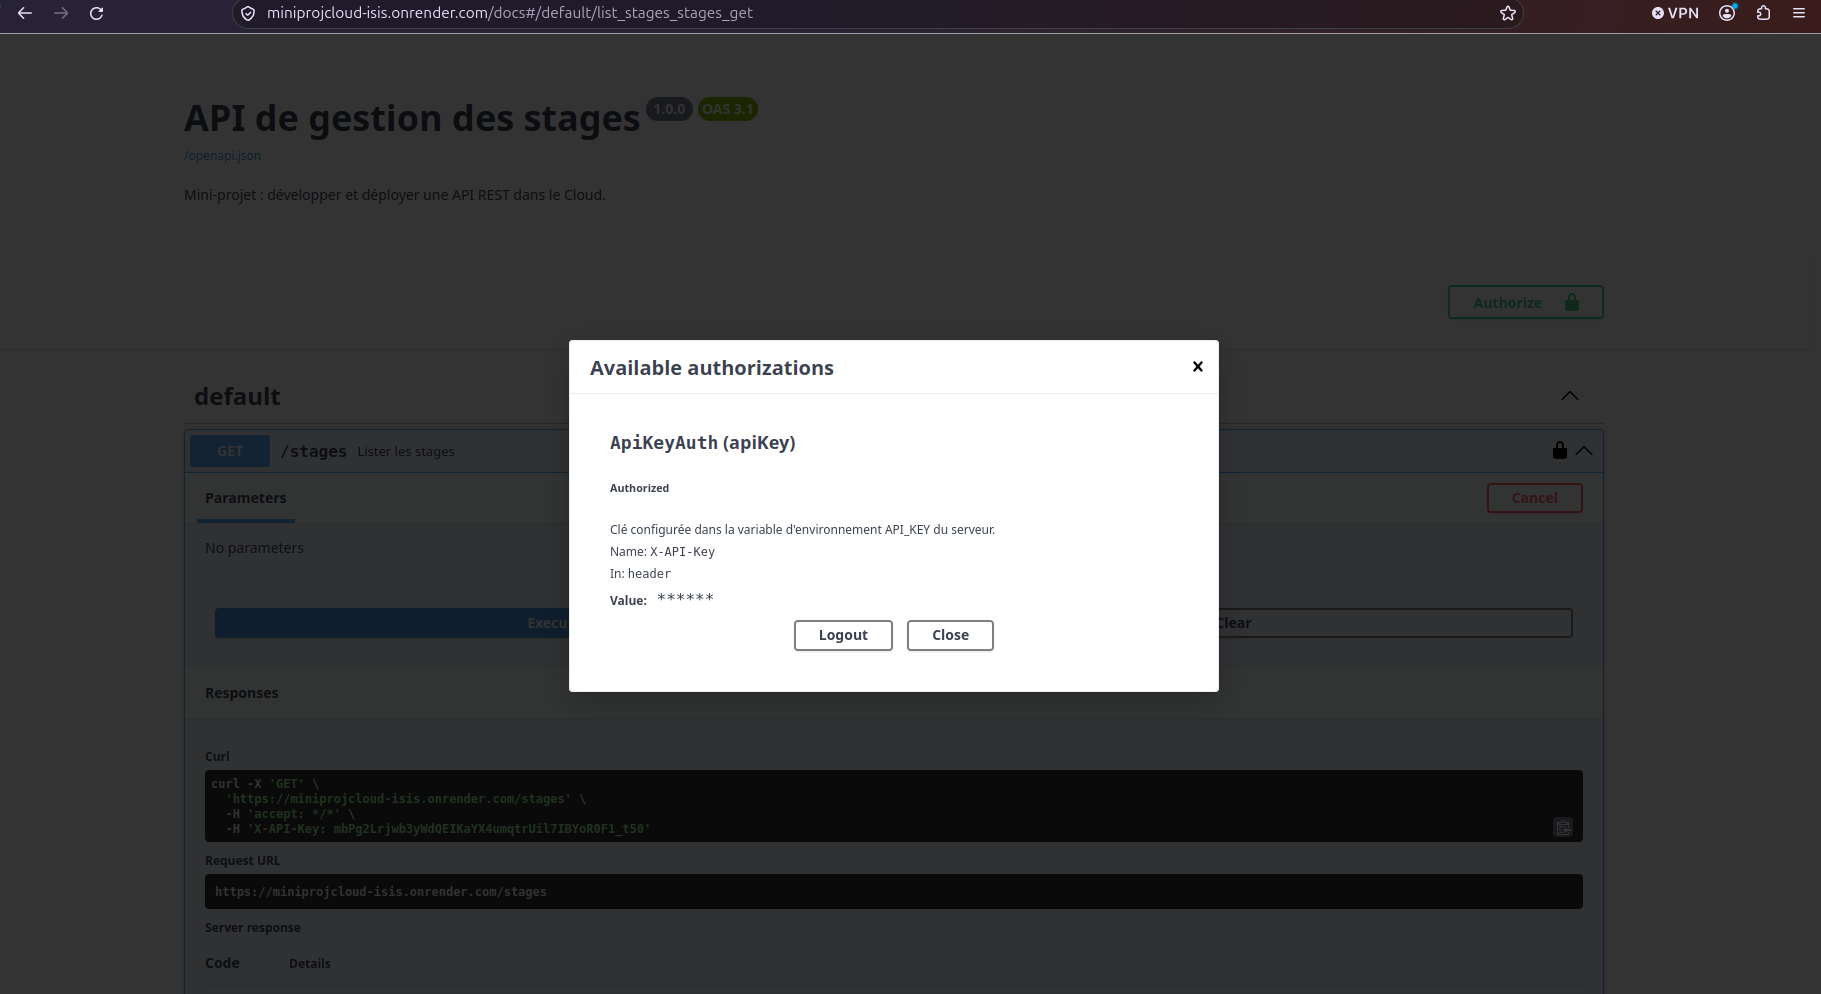 miniprojcloud-isis.onrender.com/docs#/default/list_stages_stages_get
VPN
API de gestion des stages 1.0.0 OAS 3.1
/openapi.json
Mini-projet : développer et déployer une API REST dans le Cloud.
Authorize
Available authorizations
ApiKeyAuth (apiKey)
Authorized
Clé configurée dans la variable d'environnement API_KEY du serveur.
Name: X-API-Key
In: header
Value: ******
Logout Close
default
GET /stages Lister les stages
Parameters Cancel
No parameters
Execu
Clear
Responses
Curl
curl -X 'GET' \
'https://miniprojcloud-isis.onrender.com/stages' \
-H 'accept: */*' \
-H 'X-API-Key: mbPg2Lrjwb3yWdQEIKaYX4umqtrUil7IBYoR0F1_t50'
Request URL
https://miniprojcloud-isis.onrender.com/stages
Server response
Code Details